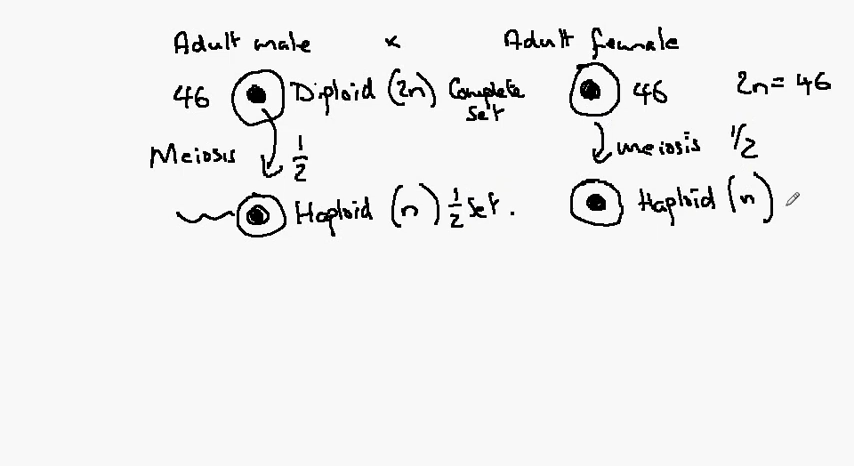 Adult male x Adult female
46 Diploid (2n) Complete Set 46 2n = 46
Meiosis 1/2 meiosis 1/2
Haploid (n) 1/2 Set. Haploid (n)